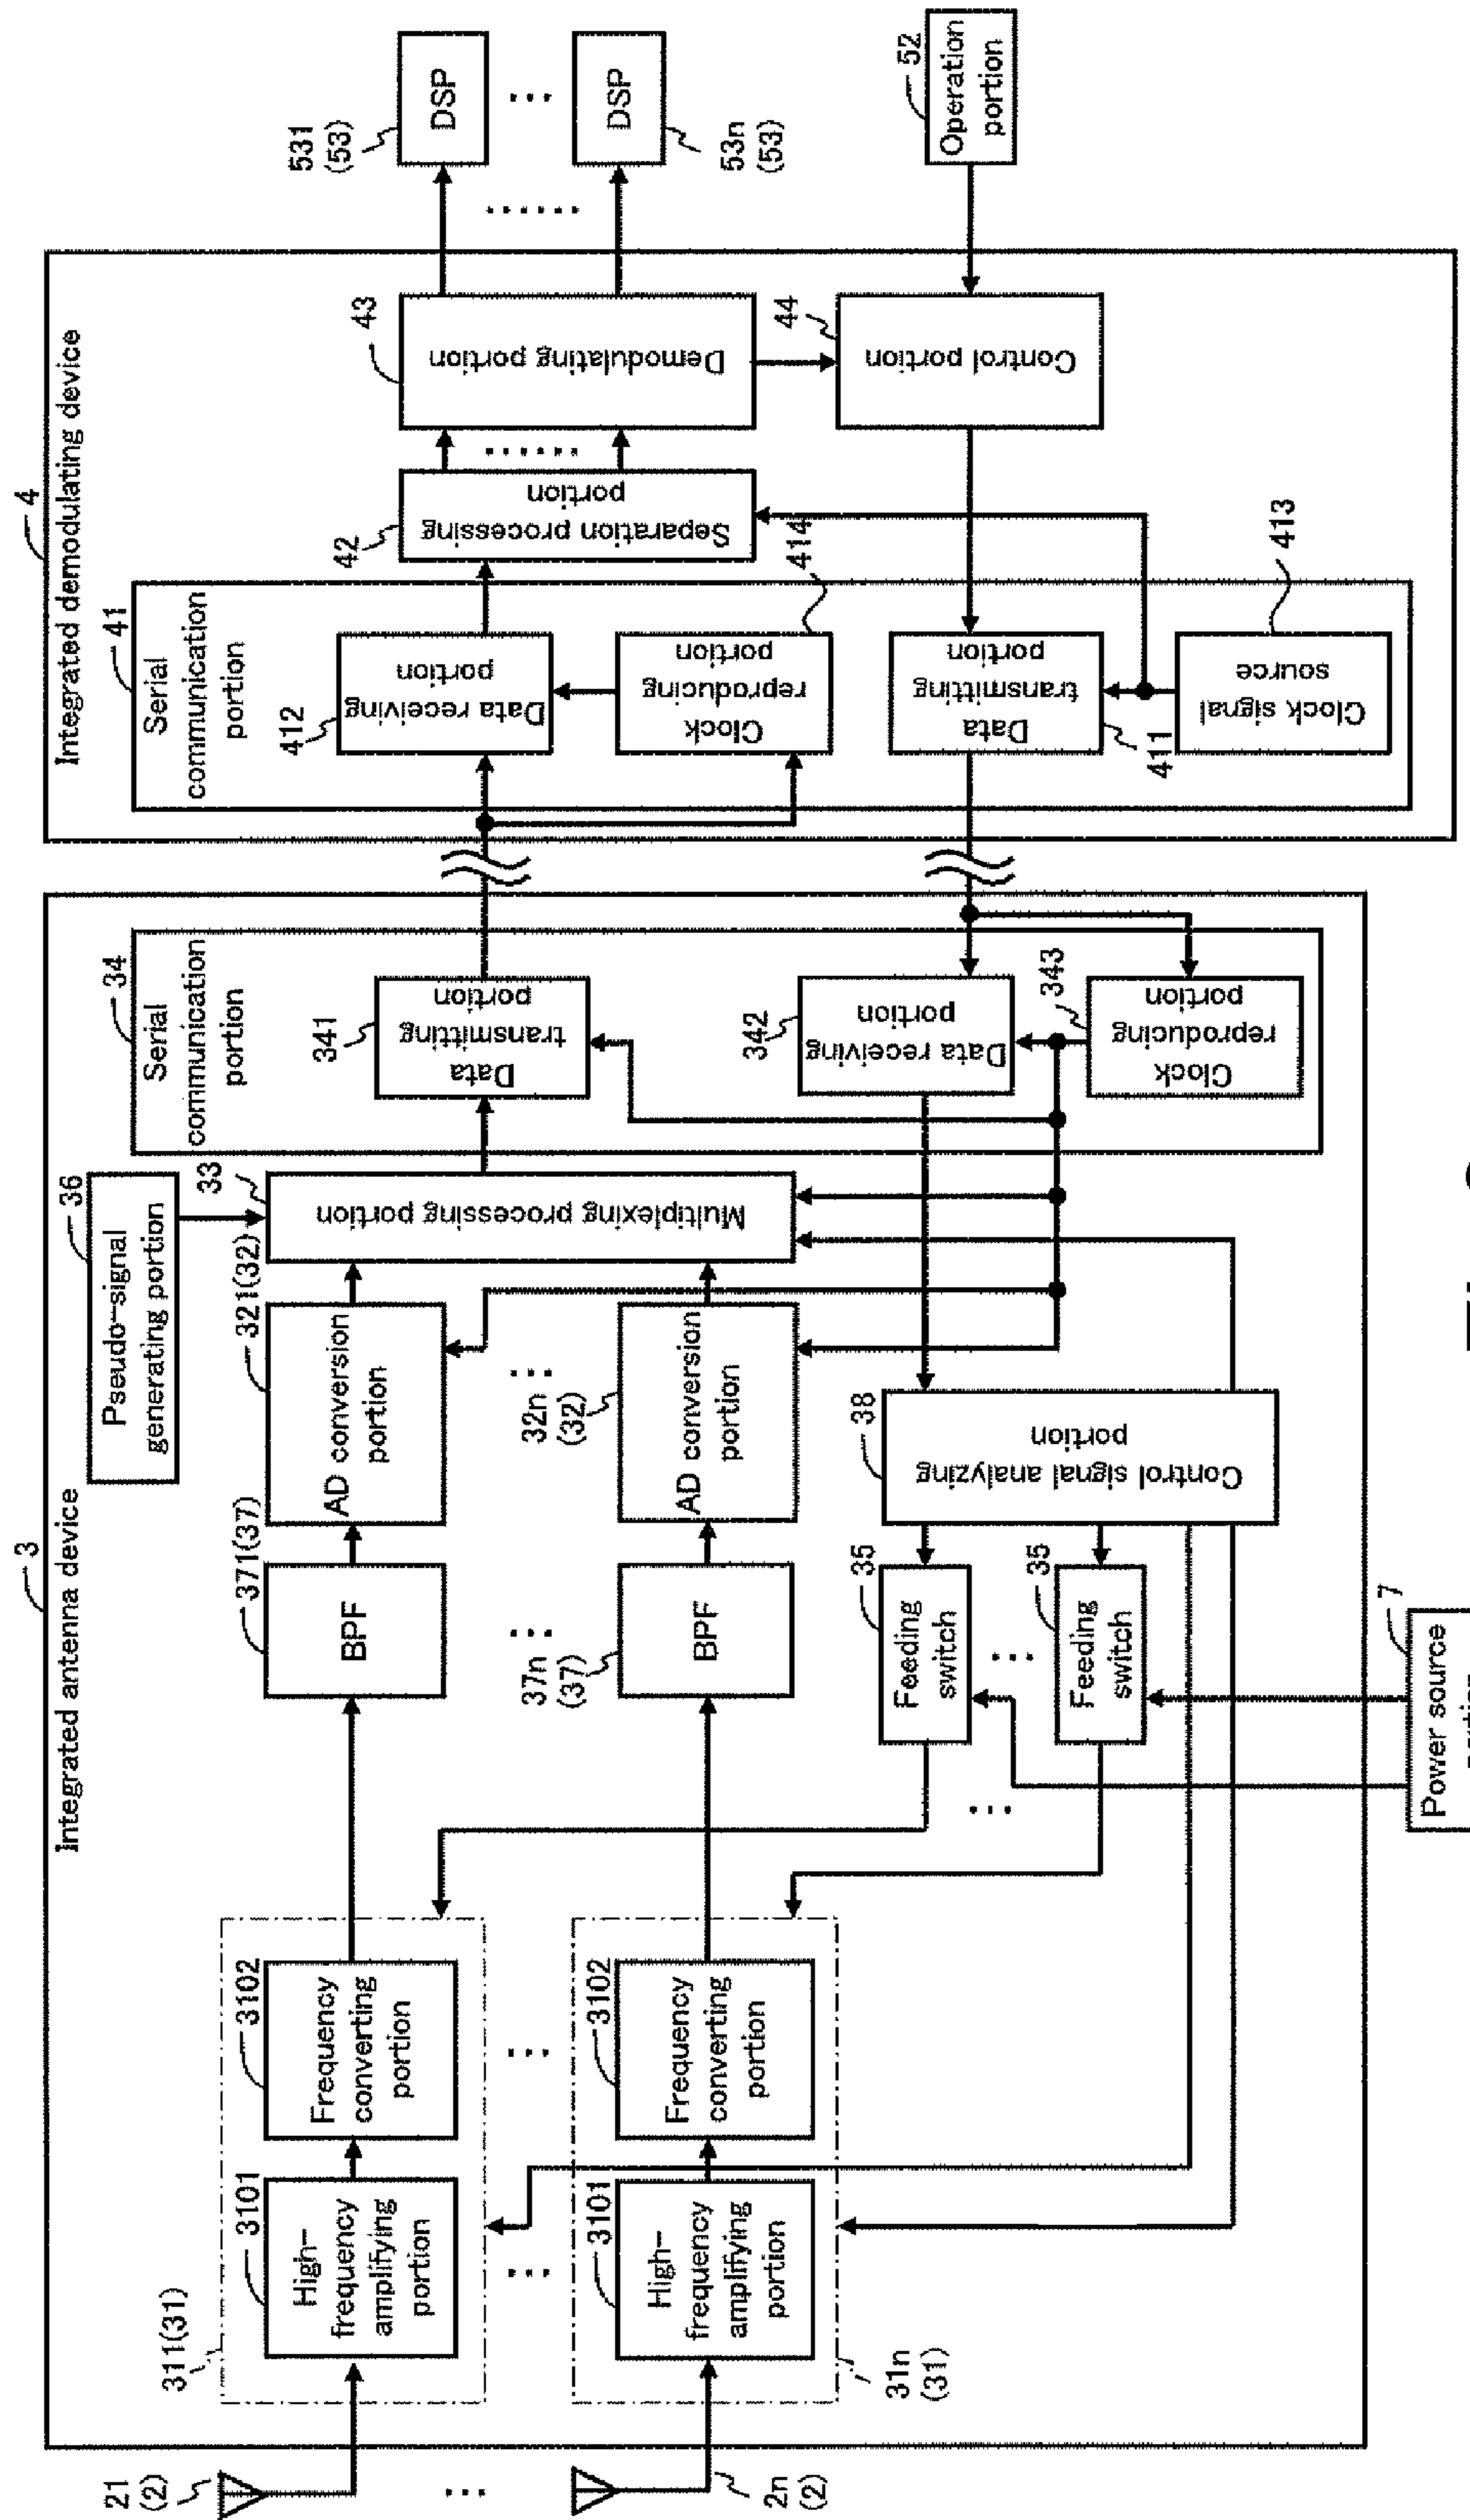 3
Integrated antenna device
4
Integrated demodulating device
36
Pseudo-signal
generating portion
34
Serial
communication
portion
41
Serial
communication
portion
21
(2)
311(31)
3101
High-
frequency
amplifying
portion
3102
Frequency
converting
portion
371(37)
BPF
321(32)
AD conversion
portion
33
Multiplexing processing portion
341
Data
transmitting
portion
412
Data receiving
portion
42
Separation processing
portion
43
Demodulating portion
531
(53)
DSP
...
2n
(2)
31n
(31)
3101
High-
frequency
amplifying
portion
3102
Frequency
converting
portion
37n
(37)
BPF
32n
(32)
AD conversion
portion
414
Clock
reproducing
portion
53n
(53)
DSP
35
Feeding
switch
...
35
Feeding
switch
38
Control signal analyzing
portion
342
Data receiving
portion
343
Clock
reproducing
portion
411
Data
transmitting
portion
413
Clock signal
source
44
Control portion
52
Operation
portion
7
Power source